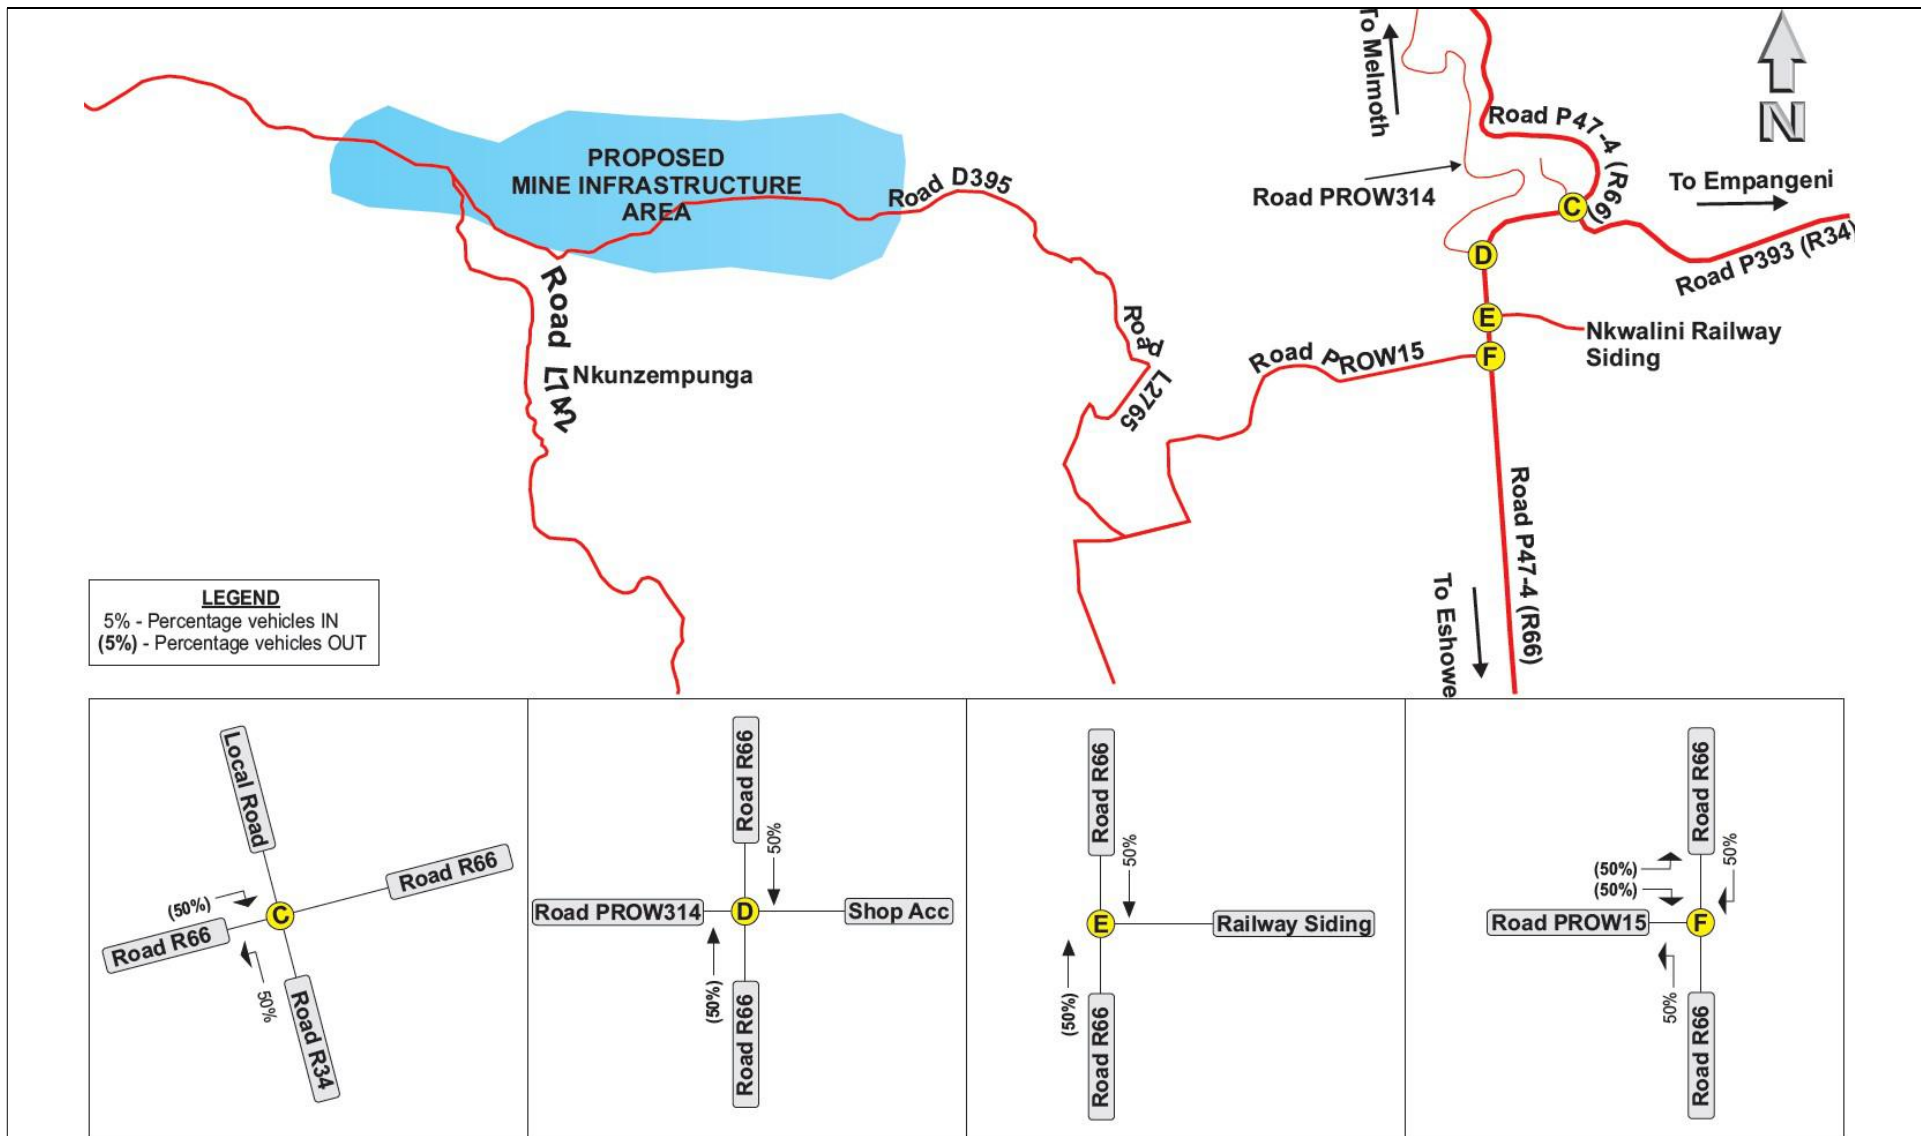 To Melmoth
Road P47-4 (R66)
N
PROPOSED
MINE INFRASTRUCTURE
AREA
Road D395
Road PROW314
To Empangeni
C
D
Road P393 (R34)
Road L742
Nkunzempunga
Road L2765
E
Nkwalini Railway
Siding
Road PROW15
F
Road P47-4 (R66)
To Eshowe
LEGEND
5% - Percentage vehicles IN
(5%) - Percentage vehicles OUT
Local Road
Road R66
(50%)
C
Road R66
50%
Road R34
Road R66
50%
Road PROW314
D
Shop Acc
(50%)
Road R66
Road R66
50%
E
Railway Siding
(50%)
Road R66
Road R66
(50%)
50%
(50%)
Road PROW15
F
50%
Road R66